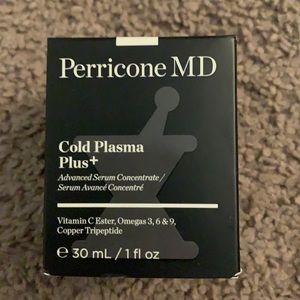 Perricone MD
Cold Plasma
Plus+
Advanced Serum Concentrate/
Serum Avancé Concentré
Vitamin C Ester, Omegas 3, 6 & 9,
Copper Tripeptide
℮ 30 mL / 1 fl oz